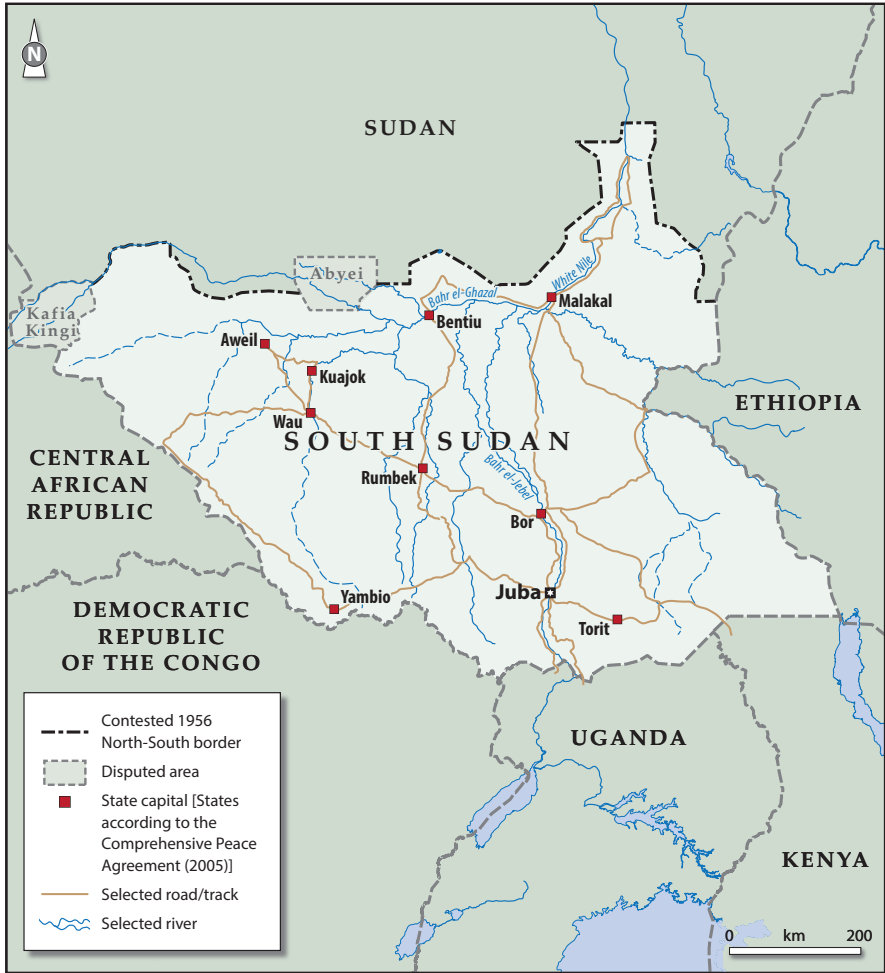 N
SUDAN
Abyei
Kafia
Kingi
White Nile
Bahr el-Ghazal
Malakal
Bentiu
Aweil
Kuajok
ETHIOPIA
Wau
SOUTH SUDAN
CENTRAL
AFRICAN
REPUBLIC
Rumbek
Bahr el-Jebel
Bor
Juba
Yambio
Torit
DEMOCRATIC
REPUBLIC
OF THE CONGO
UGANDA
KENYA
Contested 1956
North-South border
Disputed area
State capital [States
according to the
Comprehensive Peace
Agreement (2005)]
Selected road/track
Selected river
0 km 200